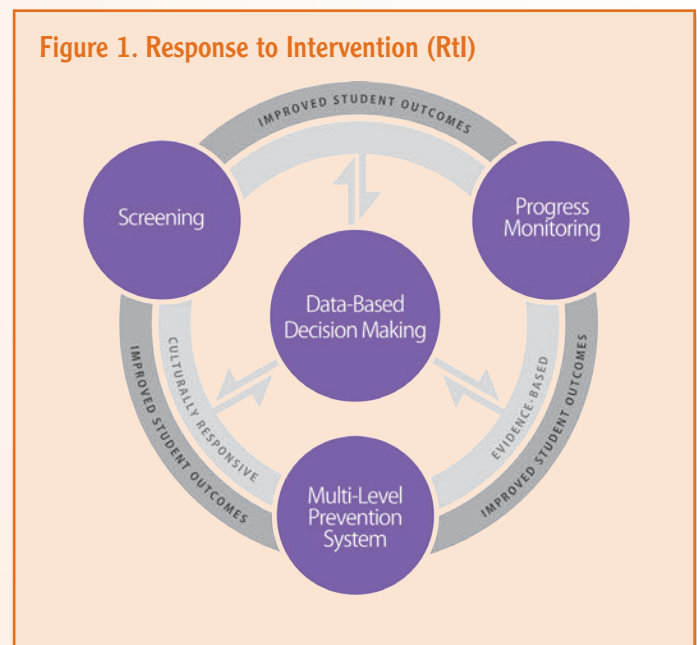 Figure 1. Response to Intervention (RtI)
IMPROVED STUDENT OUTCOMES
Screening
Progress
Monitoring
Data-Based
Decision Making
IMPROVED STUDENT OUTCOMES
CULTURALLY RESPONSIVE
EVIDENCE-BASED
IMPROVED STUDENT OUTCOMES
Multi-Level
Prevention
System